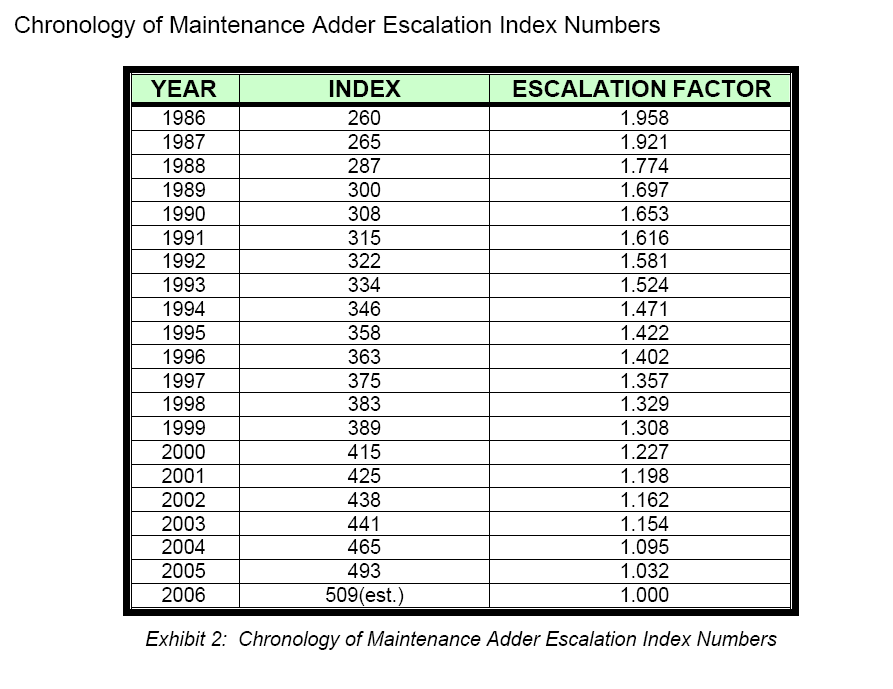 Chronology of Maintenance Adder Escalation Index Numbers
YEAR INDEX ESCALATION FACTOR
1986 260 1.958
1987 265 1.921
1988 287 1.774
1989 300 1.697
1990 308 1.653
1991 315 1.616
1992 322 1.581
1993 334 1.524
1994 346 1.471
1995 358 1.422
1996 363 1.402
1997 375 1.357
1998 383 1.329
1999 389 1.308
2000 415 1.227
2001 425 1.198
2002 438 1.162
2003 441 1.154
2004 465 1.095
2005 493 1.032
2006 509(est.) 1.000
Exhibit 2: Chronology of Maintenance Adder Escalation Index Numbers